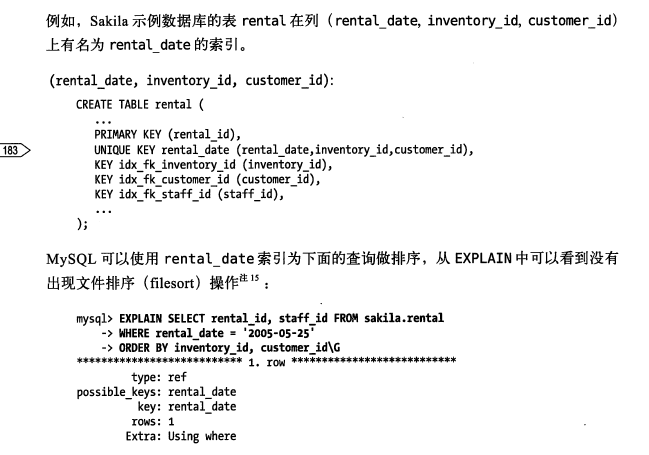 例如，Sakila 示例数据库的表 rental 在列（rental_date, inventory_id, customer_id）
上有名为 rental_date 的索引。
(rental_date, inventory_id, customer_id):
CREATE TABLE rental (
...
PRIMARY KEY (rental_id),
183
UNIQUE KEY rental_date (rental_date,inventory_id,customer_id),
KEY idx_fk_inventory_id (inventory_id),
KEY idx_fk_customer_id (customer_id),
KEY idx_fk_staff_id (staff_id),
...
);
MySQL 可以使用 rental_date 索引为下面的查询做排序，从 EXPLAIN 中可以看到没有
出现文件排序（filesort）操作注 15：
mysql> EXPLAIN SELECT rental_id, staff_id FROM sakila.rental
-> WHERE rental_date = '2005-05-25'
-> ORDER BY inventory_id, customer_id\G
*************************** 1. row ***************************
type: ref
possible_keys: rental_date
key: rental_date
rows: 1
Extra: Using where